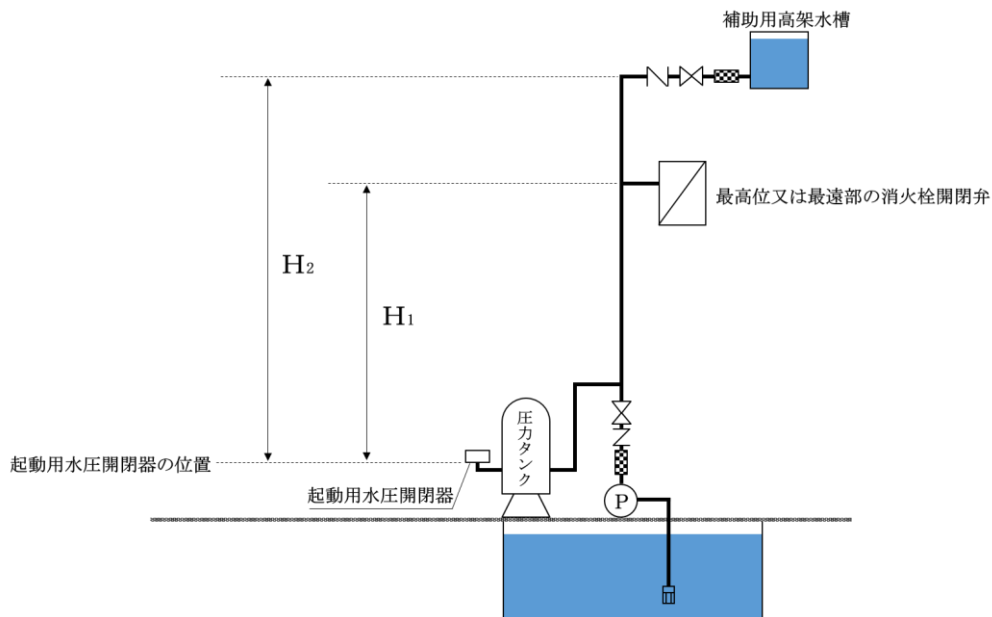 補助用高架水槽
最高位又は最遠部の消火栓開閉弁
H₂
H₁
圧力タンク
起動用水圧開閉器の位置
起動用水圧開閉器
P